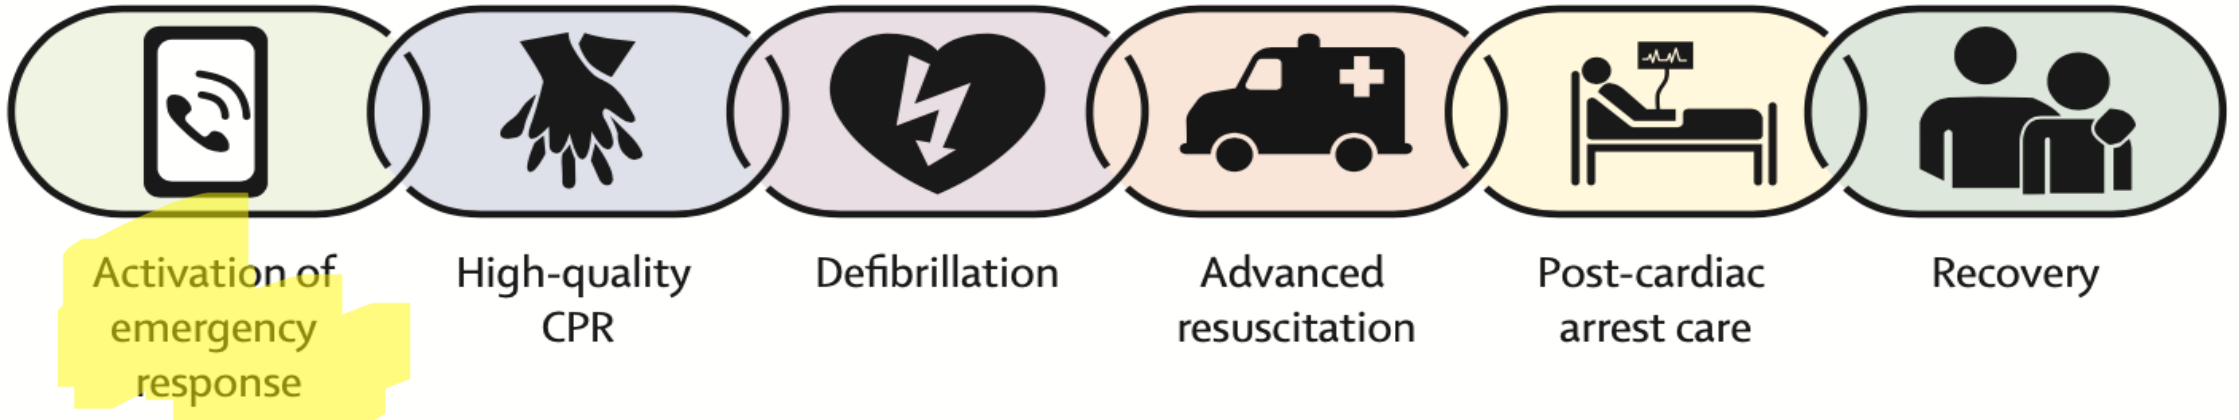 Activation of
emergency
response
High-quality
CPR
Defibrillation
Advanced
resuscitation
Post-cardiac
arrest care
Recovery